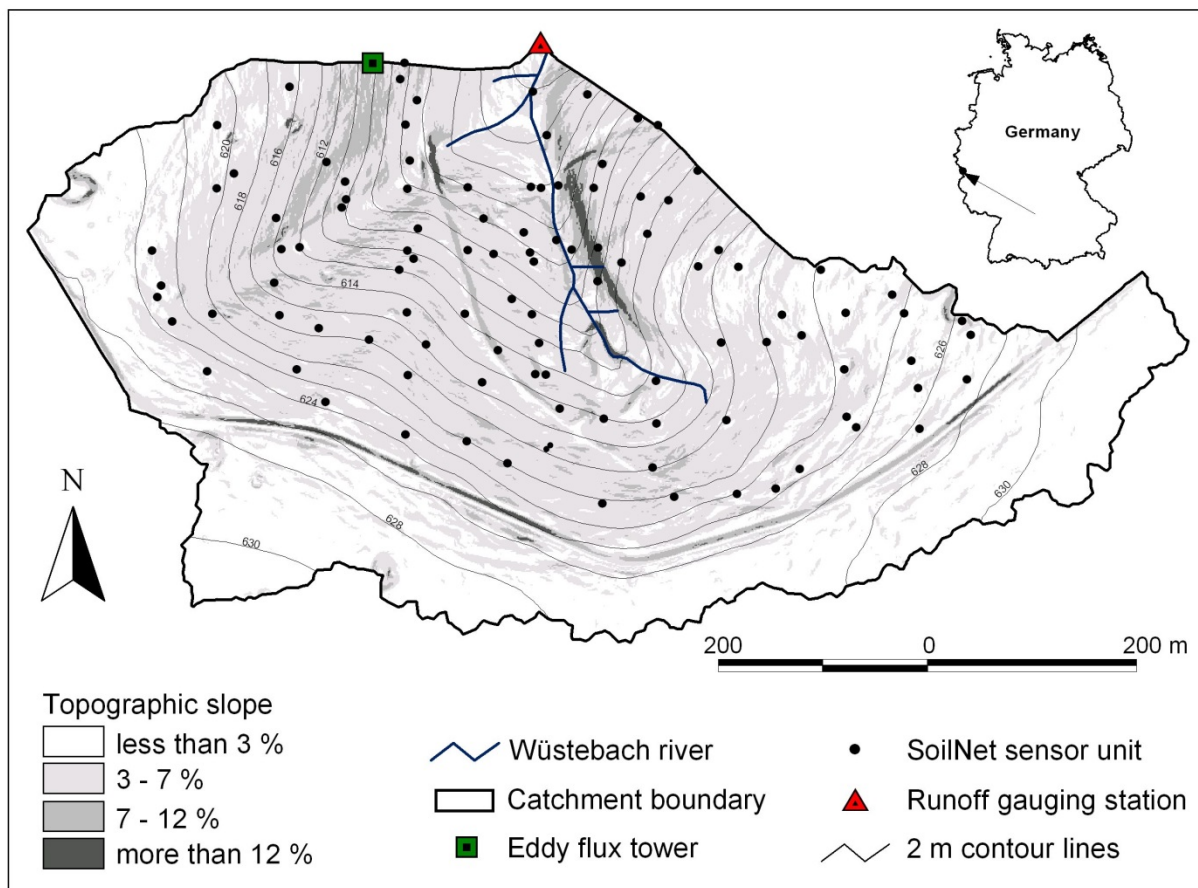 Germany
620
616
612
618
614
624
626
628
630
628
630
N
200 0 200 m
Topographic slope
less than 3 %
3 - 7 %
7 - 12 %
more than 12 %
Wüstebach river
Catchment boundary
Eddy flux tower
SoilNet sensor unit
Runoff gauging station
2 m contour lines